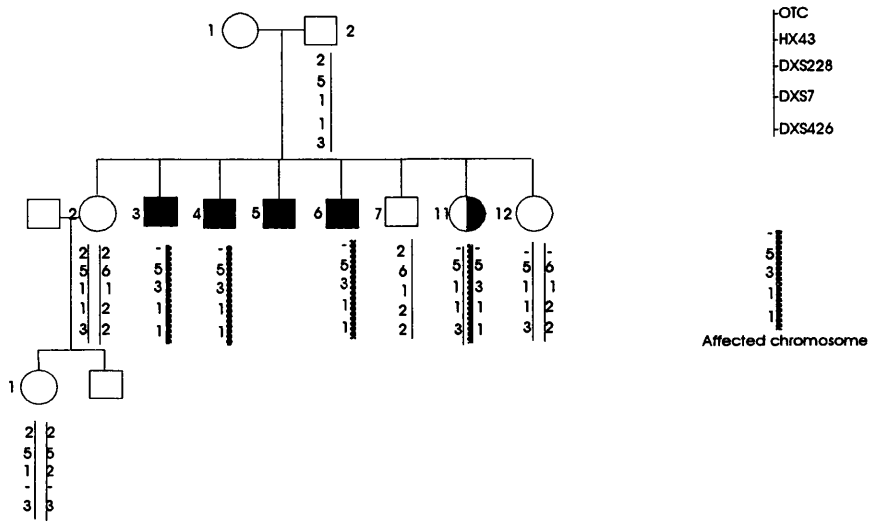 1 2
2
5
1
1
3
OTC
HX43
DXS228
DXS7
DXS426
2 3 4 5 6 7 11 12
2 2 - - - 2 - - - -
5 6 5 5 5 6 5 5 5 6
1 1 3 3 3 1 1 1 1 1
1 2 1 1 1 2 1 1 1 2
3 2 1 1 1 2 3 1 3 2
-
5
3
1
1
Affected chromosome
1
2 2
5 5
1 2
- -
3 3